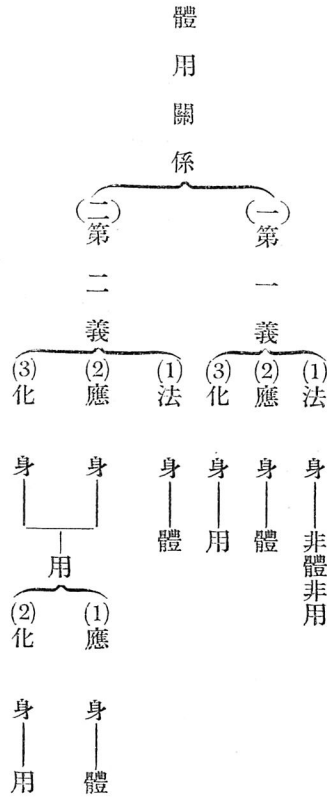 體用關係
(一)第一義
(1)法身——非體非用
(2)應身——體
(3)化身——用
(二)第二義
(1)法身——體
(2)應身
(3)化身
用
(1)應身——體
(2)化身——用